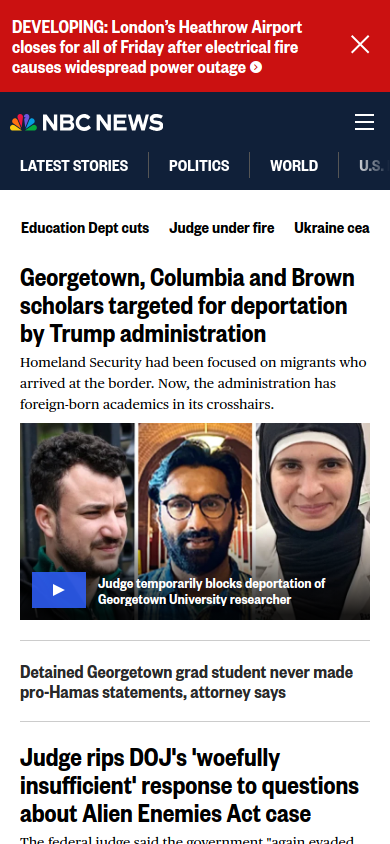 DEVELOPING: London’s Heathrow Airport
closes for all of Friday after electrical fire
causes widespread power outage
NBC NEWS
LATEST STORIES POLITICS WORLD U.S.
Education Dept cuts Judge under fire Ukraine cea
Georgetown, Columbia and Brown
scholars targeted for deportation
by Trump administration
Homeland Security had been focused on migrants who
arrived at the border. Now, the administration has
foreign-born academics in its crosshairs.
Judge temporarily blocks deportation of
Georgetown University researcher
Detained Georgetown grad student never made
pro-Hamas statements, attorney says
Judge rips DOJ's 'woefully
insufficient' response to questions
about Alien Enemies Act case
The federal judge said the government "again evaded